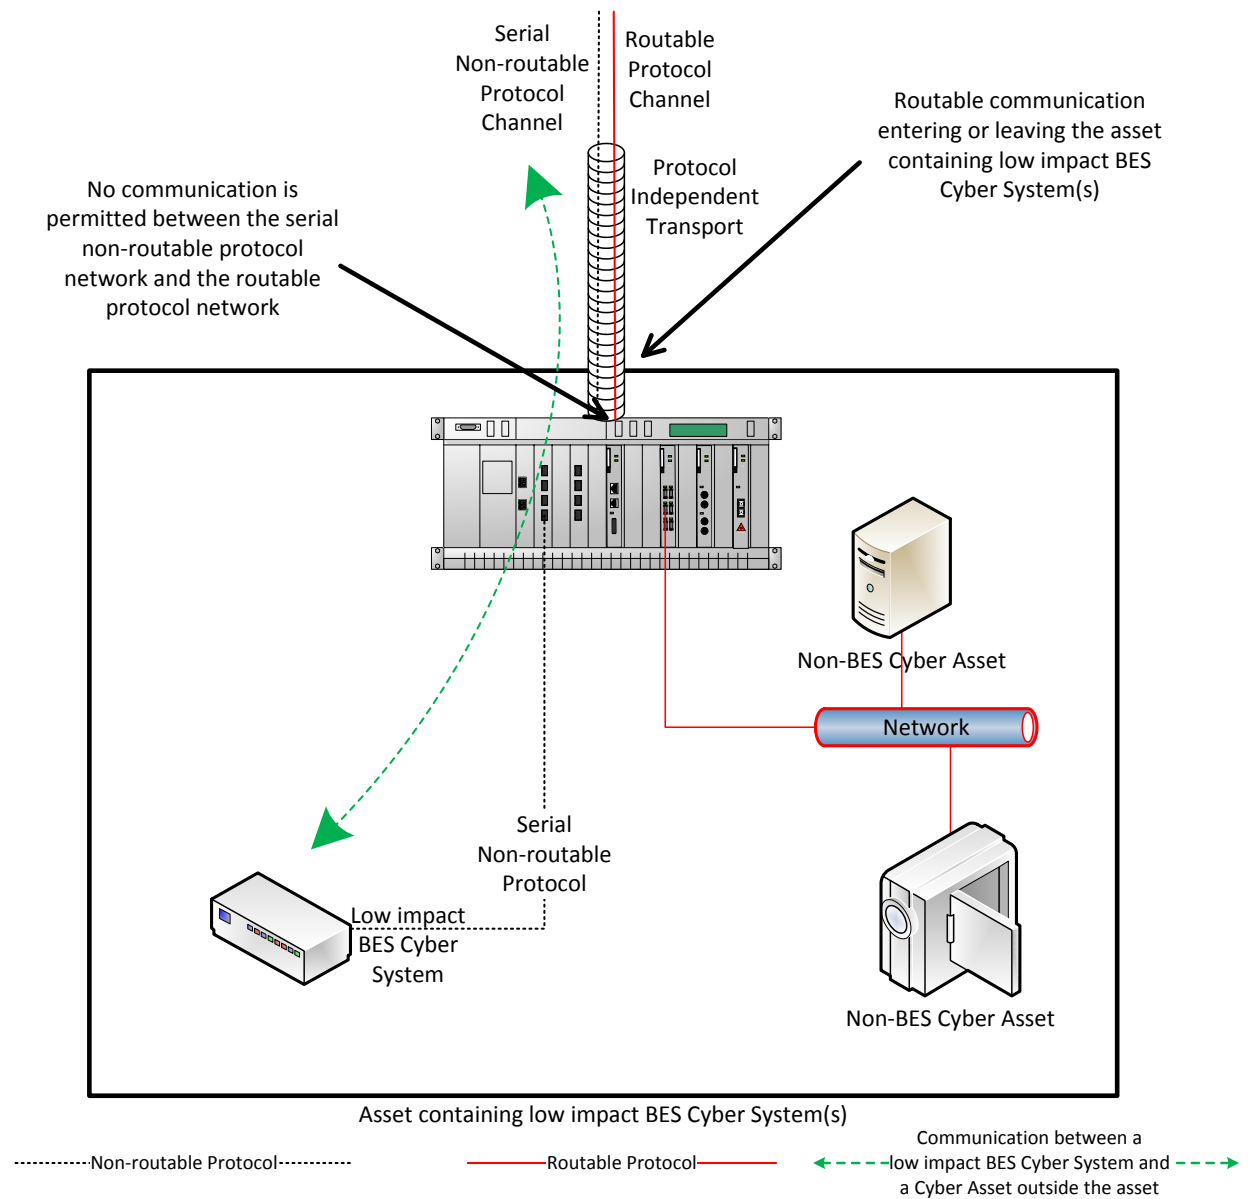 Serial
Non-routable
Protocol
Channel
Routable
Protocol
Channel
Routable communication
entering or leaving the asset
containing low impact BES
Cyber System(s)
Protocol
Independent
Transport
No communication is
permitted between the serial
non-routable protocol
network and the routable
protocol network
Non-BES Cyber Asset
Network
Serial
Non-routable
Protocol
Low impact
BES Cyber
System
Non-BES Cyber Asset
Asset containing low impact BES Cyber System(s)
Non-routable Protocol
Routable Protocol
Communication between a
low impact BES Cyber System and
a Cyber Asset outside the asset